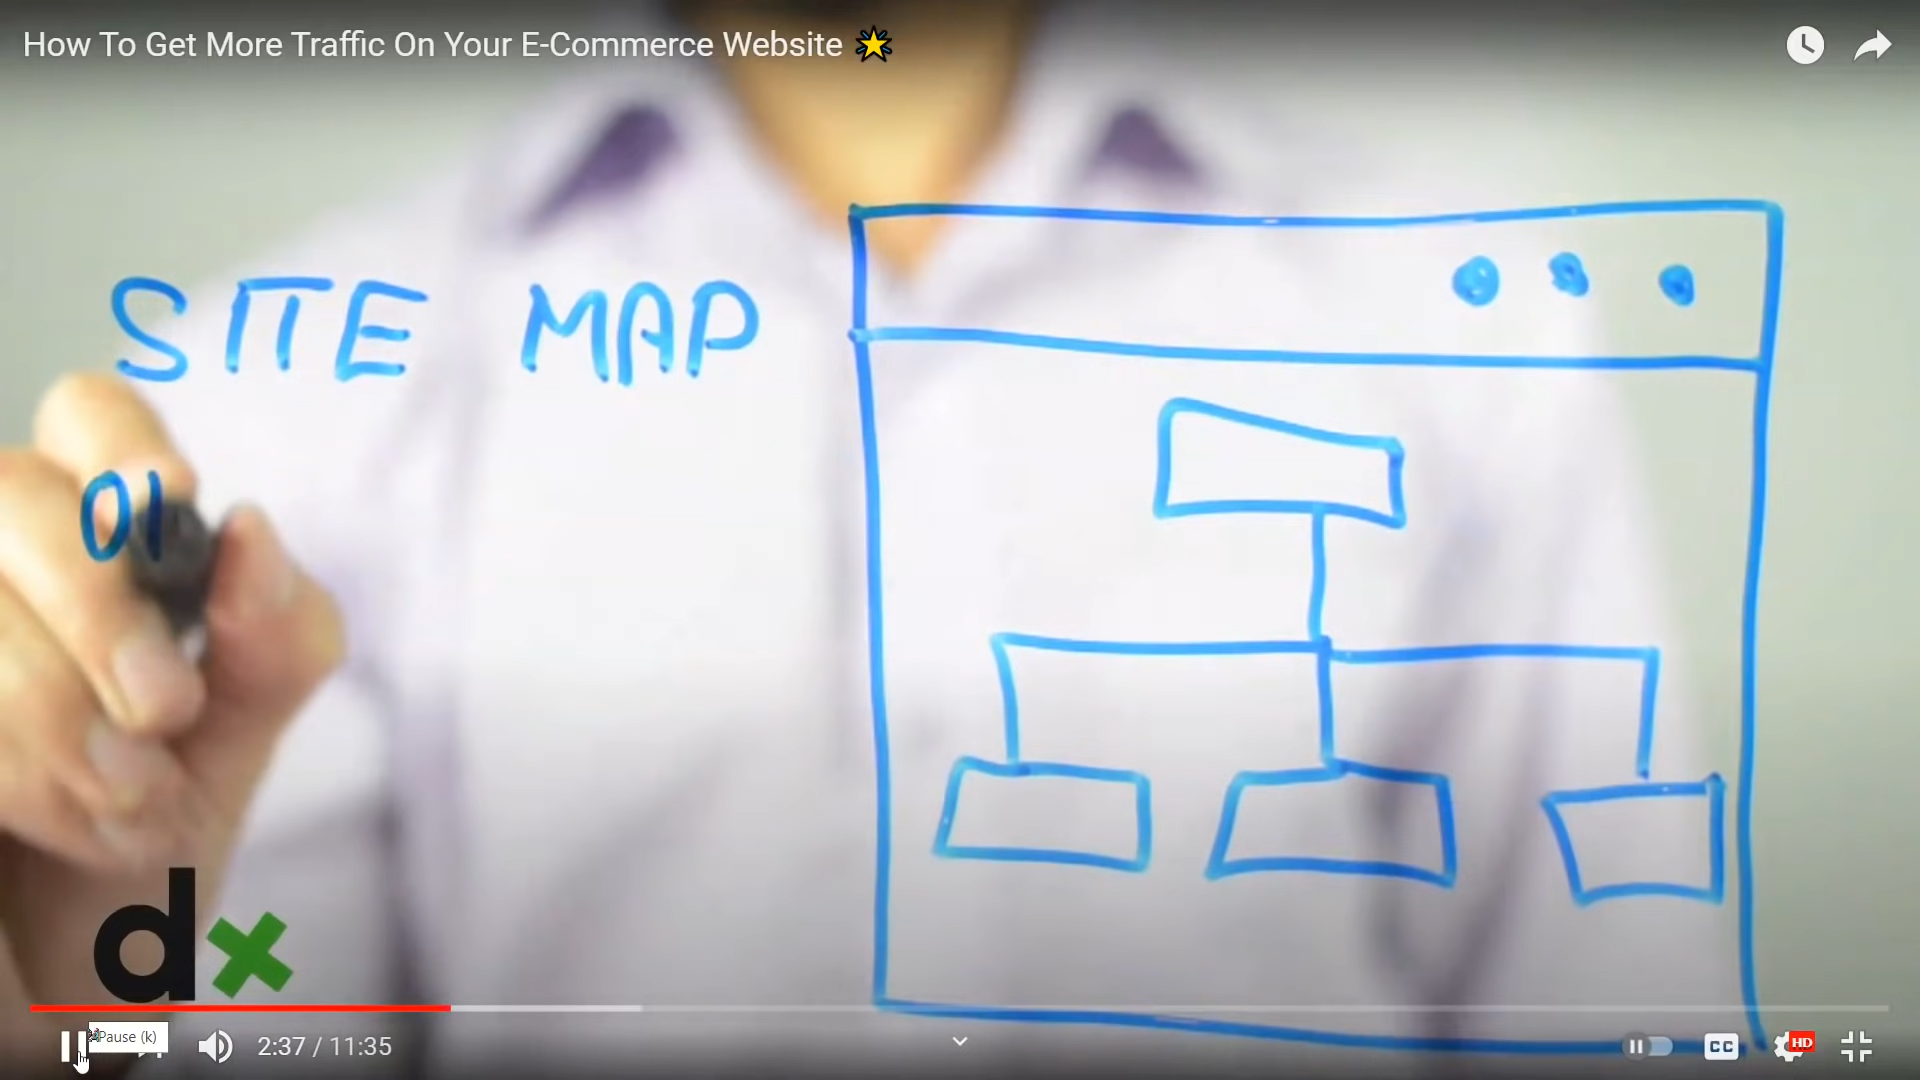 How To Get More Traffic On Your E-Commerce Website 🌟
SITE MAP
01
dx
Pause (k)
2:37 / 11:35
CC
HD